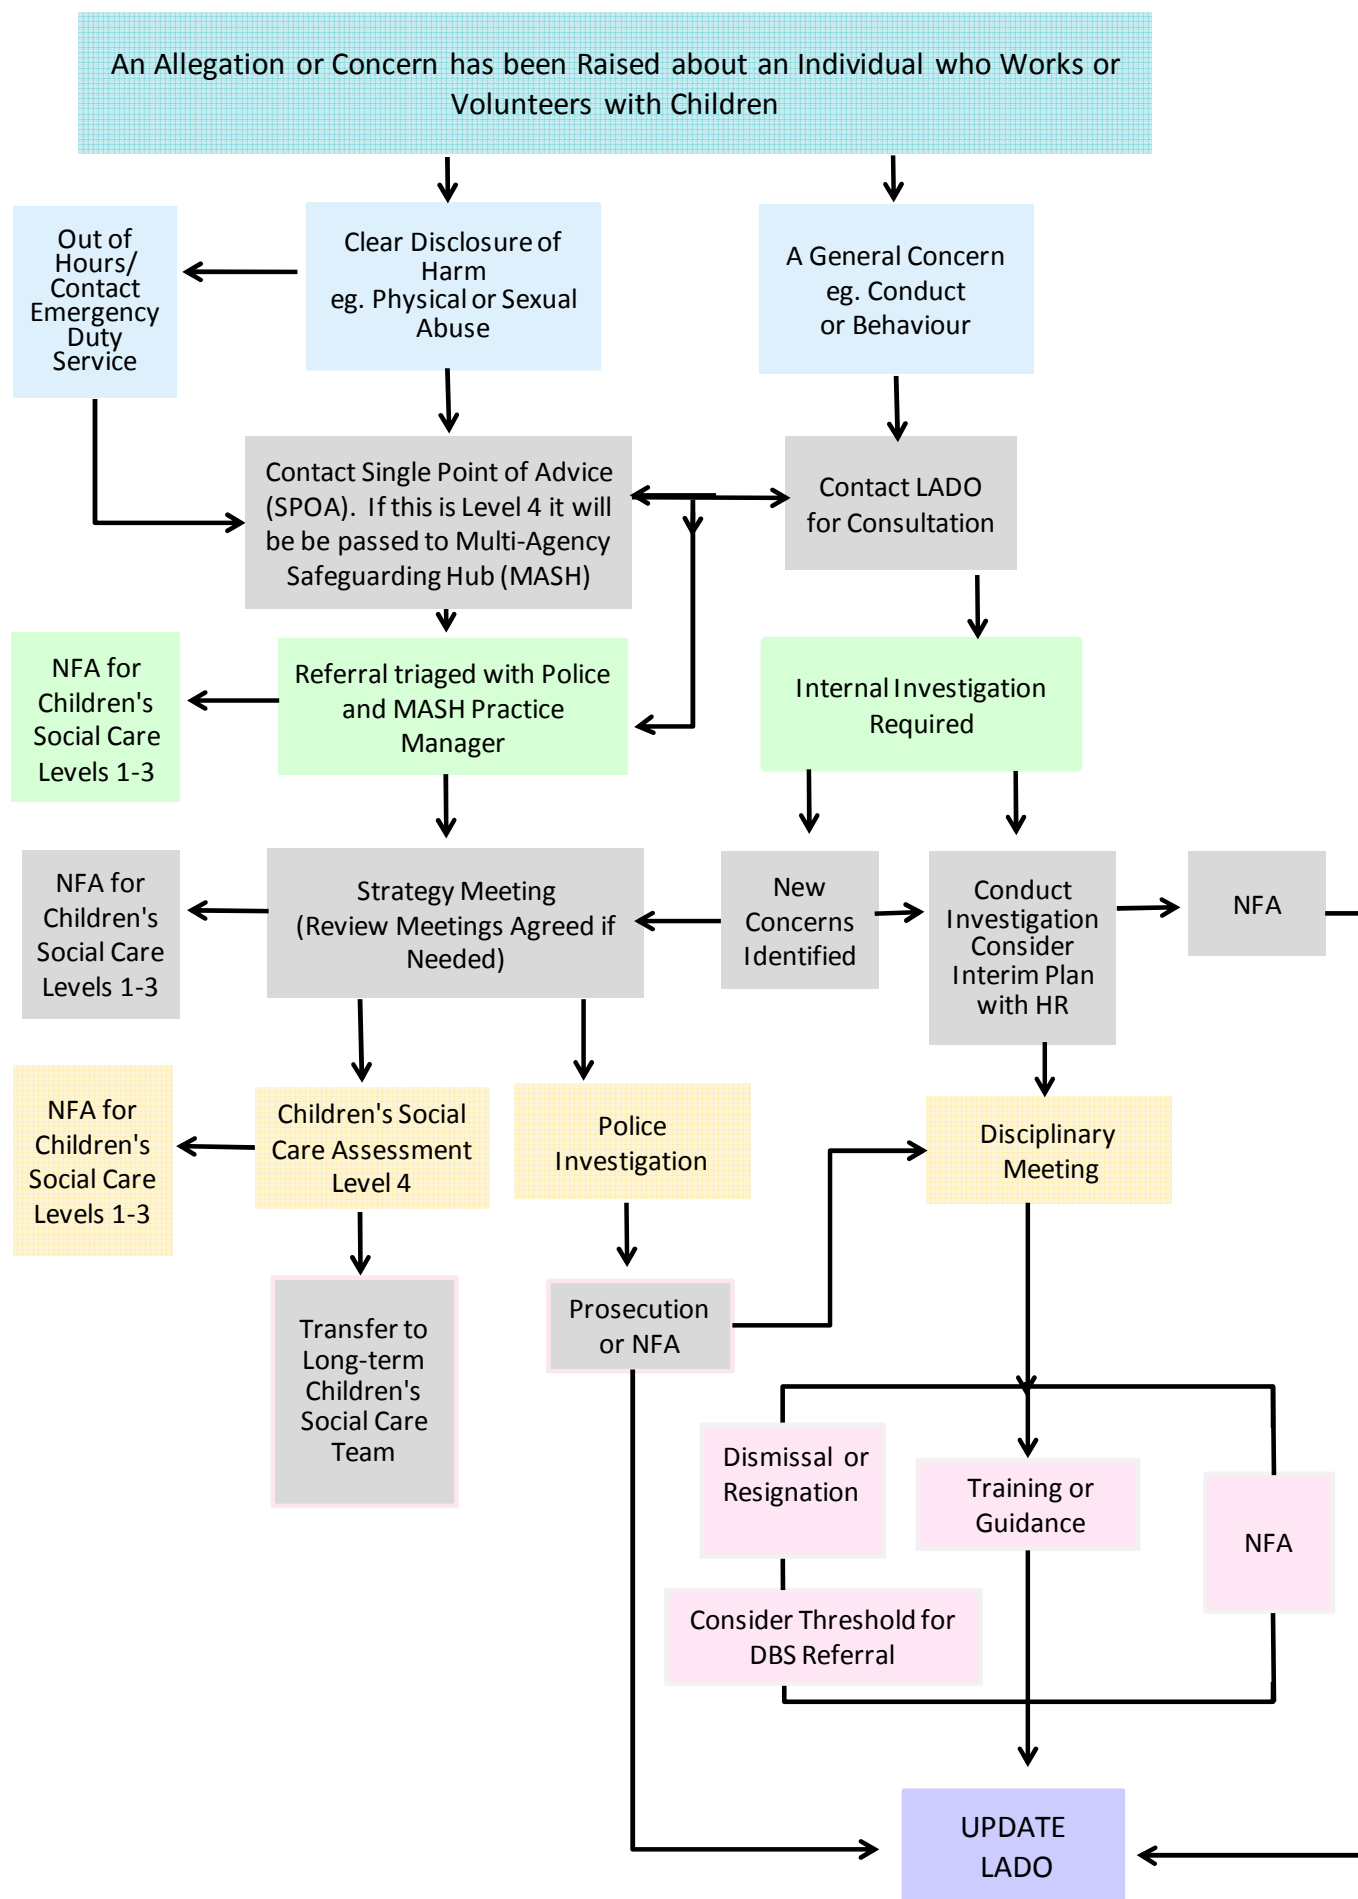 An Allegation or Concern has been Raised about an Individual who Works or
Volunteers with Children
Out of
Hours/
Contact
Emergency
Duty
Service
Clear Disclosure of
Harm
eg. Physical or Sexual
Abuse
A General Concern
eg. Conduct
or Behaviour
Contact Single Point of Advice
(SPOA). If this is Level 4 it will
be be passed to Multi-Agency
Safeguarding Hub (MASH)
Contact LADO
for Consultation
NFA for
Children's
Social Care
Levels 1-3
Referral triaged with Police
and MASH Practice
Manager
Internal Investigation
Required
NFA for
Children's
Social Care
Levels 1-3
Strategy Meeting
(Review Meetings Agreed if
Needed)
New
Concerns
Identified
Conduct
Investigation
Consider
Interim Plan
with HR
NFA
NFA for
Children's
Social Care
Levels 1-3
Children's Social
Care Assessment
Level 4
Police
Investigation
Disciplinary
Meeting
Transfer to
Long-term
Children's
Social Care
Team
Prosecution
or NFA
Dismissal or
Resignation
Training or
Guidance
NFA
Consider Threshold for
DBS Referral
UPDATE
LADO